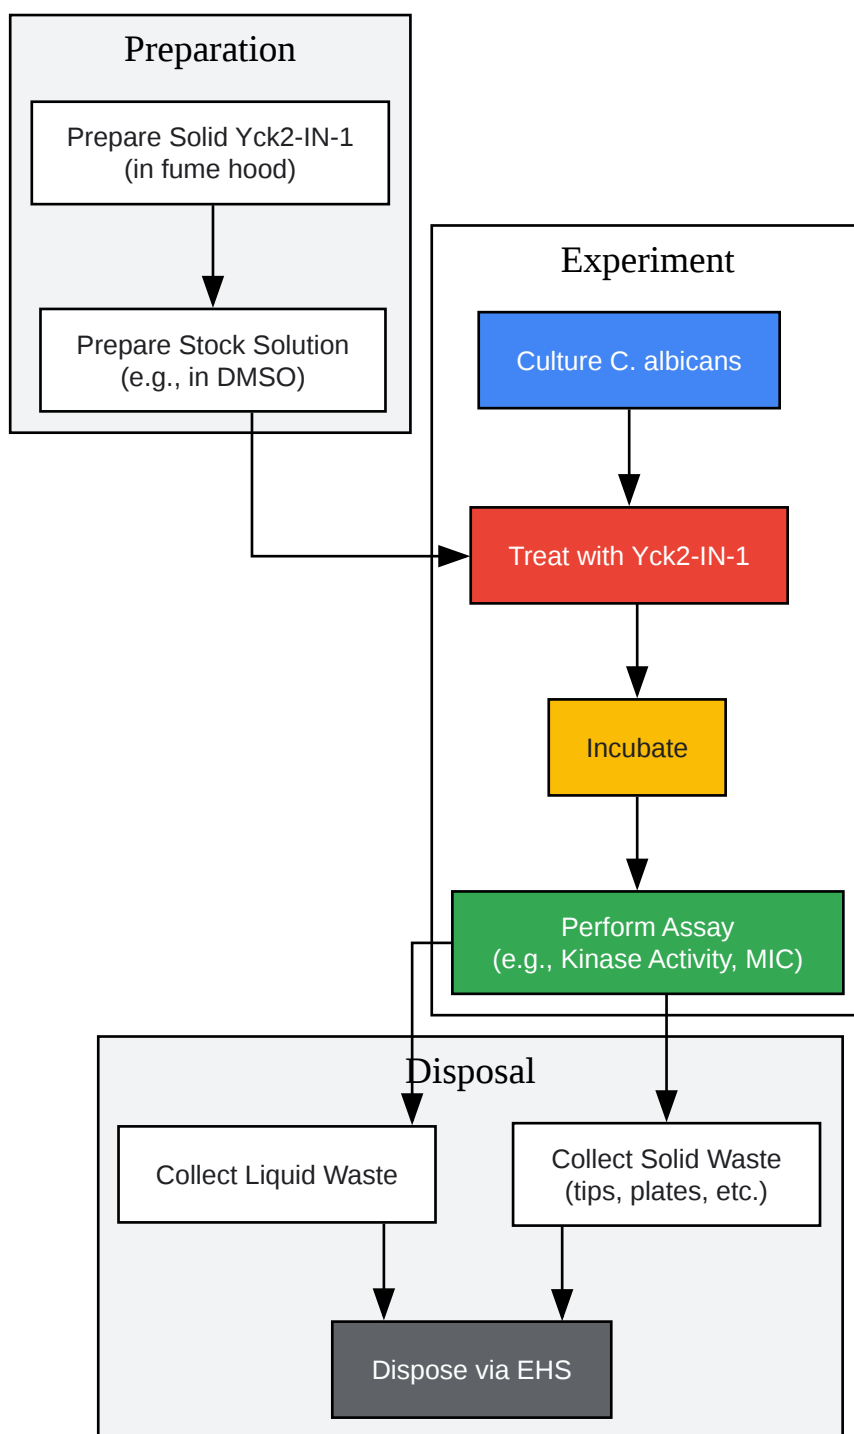 Preparation
Prepare Solid Yck2-IN-1
(in fume hood)
Prepare Stock Solution
(e.g., in DMSO)
Experiment
Culture C. albicans
Treat with Yck2-IN-1
Incubate
Perform Assay
(e.g., Kinase Activity, MIC)
Disposal
Collect Liquid Waste
Collect Solid Waste
(tips, plates, etc.)
Dispose via EHS